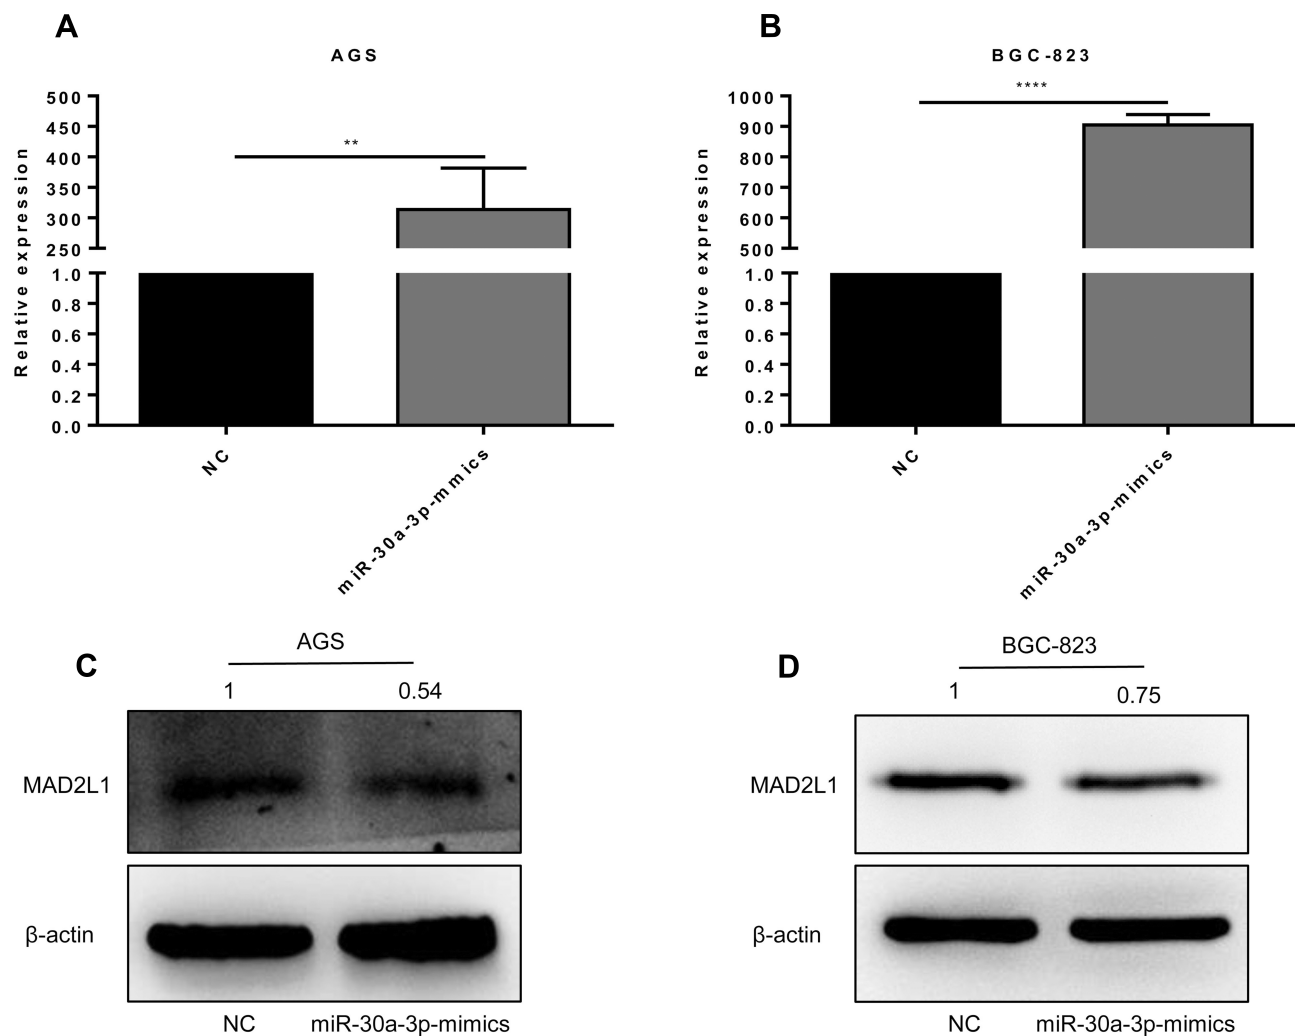 A
AGS
**
Relative expression
500
450
400
350
300
250
1.0
0.8
0.6
0.4
0.2
0.0
NC
miR-30a-3p-mmics
B
BGC-823
****
Relative expression
1000
900
800
700
600
500
1.0
0.8
0.6
0.4
0.2
0.0
NC
miR-30a-3p-mimics
C
AGS
1 0.54
MAD2L1
β-actin
NC miR-30a-3p-mimics
D
BGC-823
1 0.75
MAD2L1
β-actin
NC miR-30a-3p-mimics